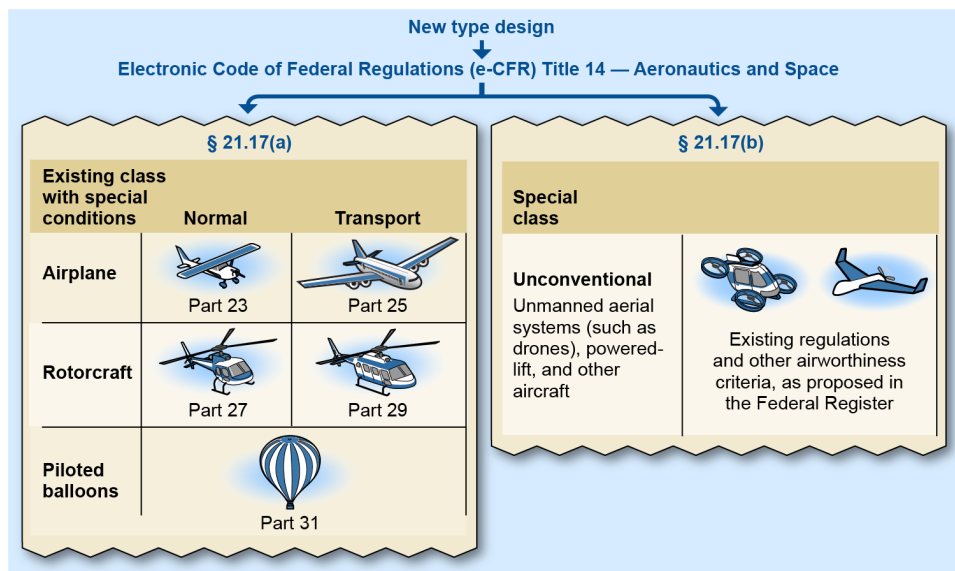 New type design
Electronic Code of Federal Regulations (e-CFR) Title 14 — Aeronautics and Space
§ 21.17(a)
Existing class
with special
conditions
Normal
Transport
Airplane
Part 23
Part 25
Rotorcraft
Part 27
Part 29
Piloted
balloons
Part 31
§ 21.17(b)
Special
class
Unconventional
Unmanned aerial
systems (such as
drones), powered-
lift, and other
aircraft
Existing regulations
and other airworthiness
criteria, as proposed in
the Federal Register